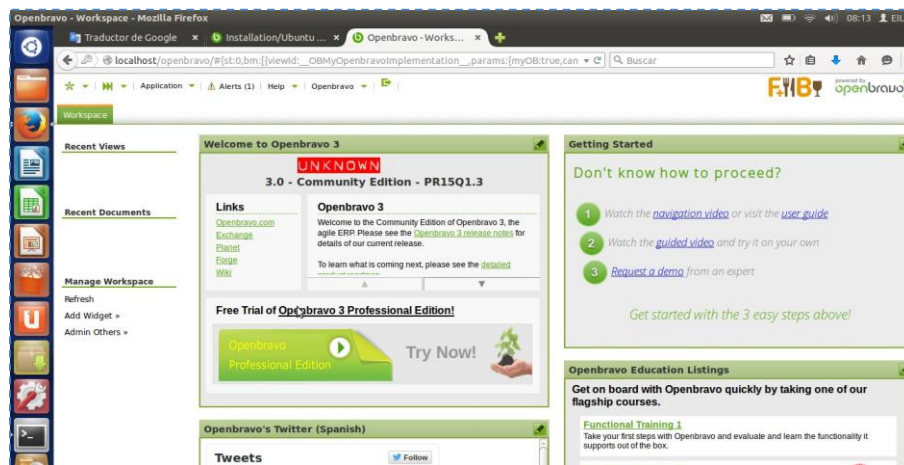 Openbravo - Workspace - Mozilla Firefox
08:13
Traductor de Google
Installation/Ubuntu ...
Openbravo - Works...
localhost/openbravo/#{st:0,bm:[{viewId:__OBMyOpenbravoImplementation__,params:{myOB:true,can
Buscar
Application
Alerts (1)
Help
Openbravo
F&B
powered by
openbravo
Workspace
Recent Views
Recent Documents
Manage Workspace
Refresh
Add Widget »
Admin Others »
Welcome to Openbravo 3
UNKNOWN
3.0 - Community Edition - PR15Q1.3
Links
Openbravo.com
Exchange
Planet
Forge
Wiki
Openbravo 3
Welcome to the Community Edition of Openbravo 3, the
agile ERP. Please see the Openbravo 3 release notes for
details of our current release.
To learn what is coming next, please see the detailed
Free Trial of Openbravo 3 Professional Edition!
Openbravo
Professional Edition
Try Now!
Openbravo's Twitter (Spanish)
Tweets
Follow
Getting Started
Don't know how to proceed?
1 Watch the navigation video or visit the user guide
2 Watch the guided video and try it on your own
3 Request a demo from an expert
Get started with the 3 easy steps above!
Openbravo Education Listings
Get on board with Openbravo quickly by taking one of our
flagship courses.
Functional Training 1
Take your first steps with Openbravo and evaluate and learn the functionality it
supports out of the box.